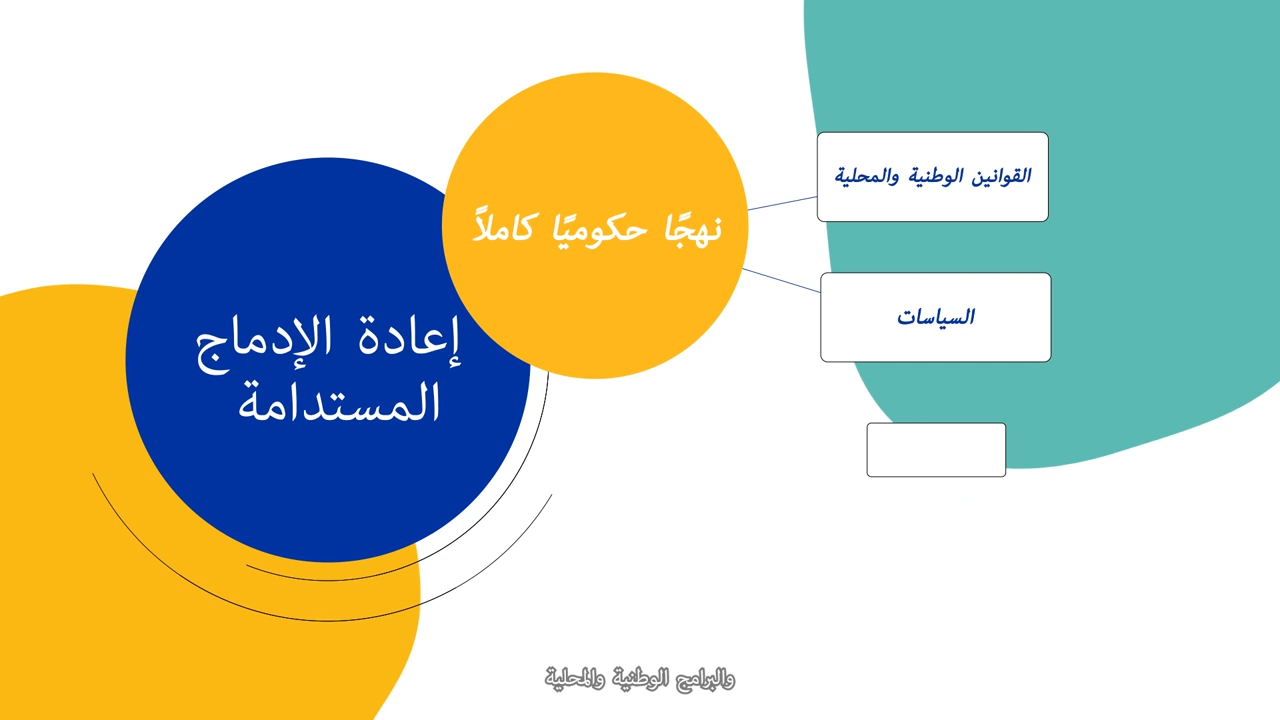 نهجًا حكوميًا كاملاً
إعادة الإدماج
المستدامة
القوانين الوطنية والمحلية
السياسات
والبرامج الوطنية والمحلية